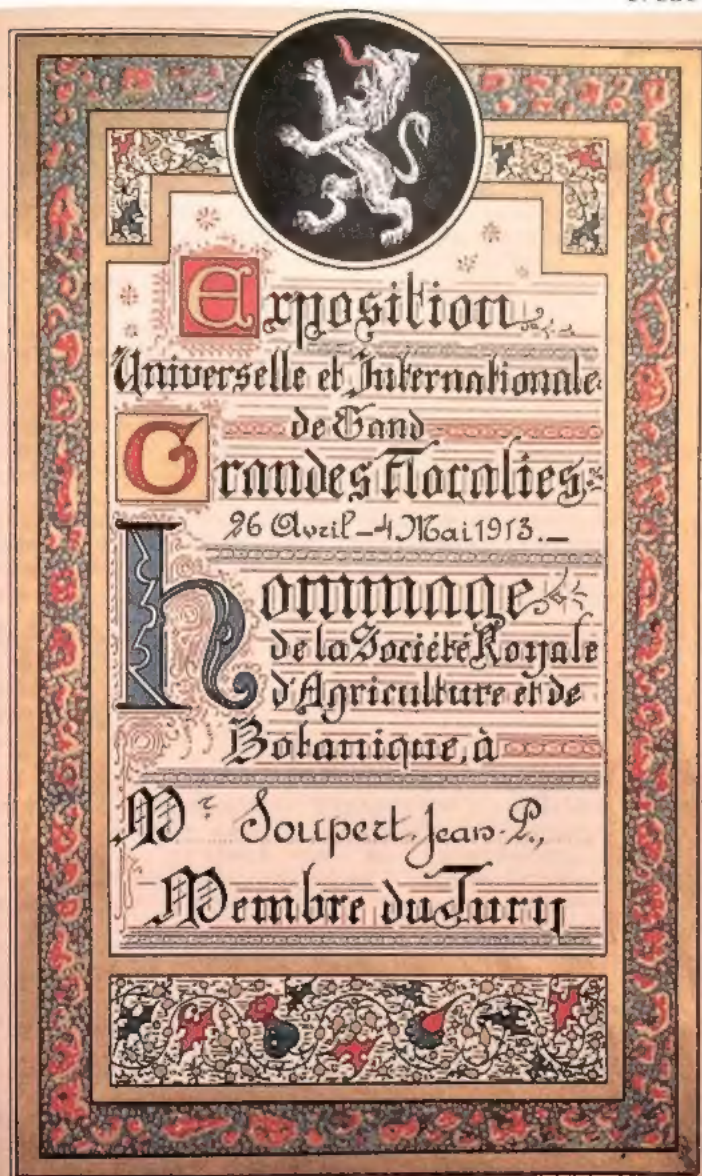 Exposition
Universelle et Internationale
de Gand
Grandes Floralies
26 Avril – 4 Mai 1913. –
hommage
de la Société Royale
d'Agriculture et de
Botanique, à
Mr Soupert, Jean-P.,
Membre du Jury